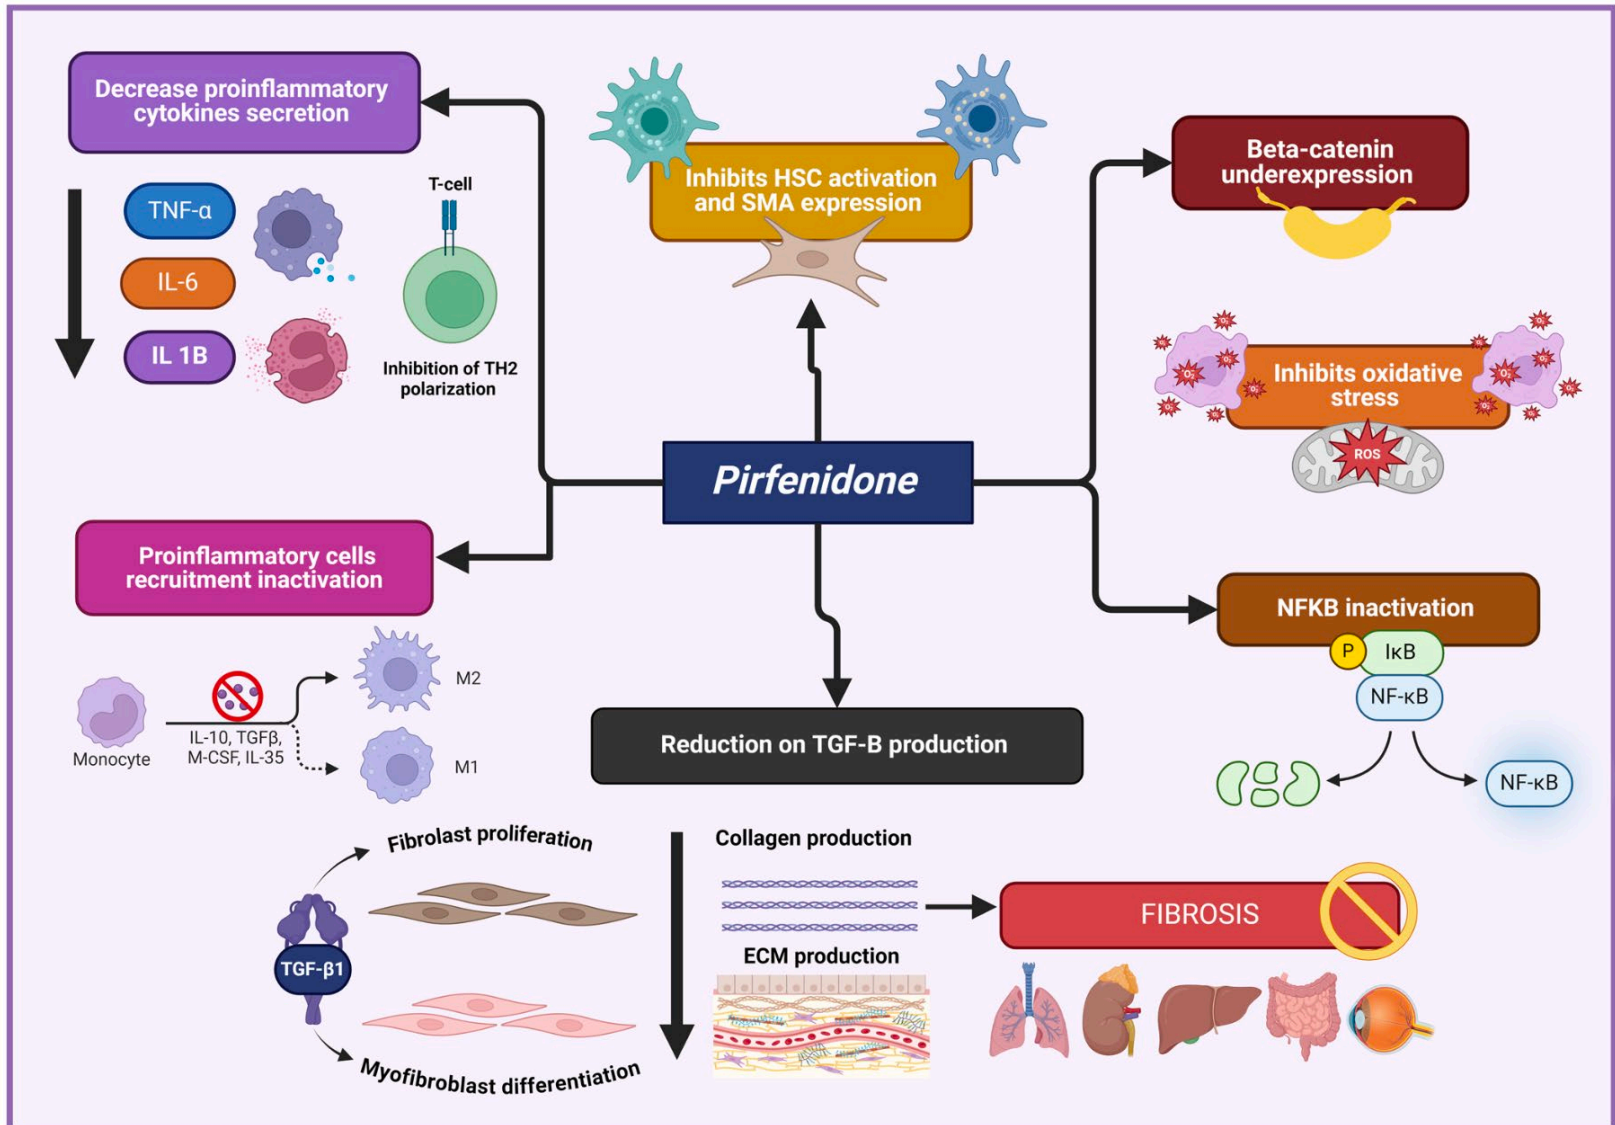 Decrease proinflammatory
cytokines secretion
TNF-α
IL-6
IL 1B
T-cell
Inhibition of TH2
polarization
Inhibits HSC activation
and SMA expression
Beta-catenin
underexpression
Inhibits oxidative
stress
ROS
Pirfenidone
Proinflammatory cells
recruitment inactivation
Monocyte
IL-10, TGFβ,
M-CSF, IL-35
M2
M1
NFKB inactivation
P
IκB
NF-κB
NF-κB
Reduction on TGF-B production
Fibrolast proliferation
TGF-β1
Myofibroblast differentiation
Collagen production
ECM production
FIBROSIS